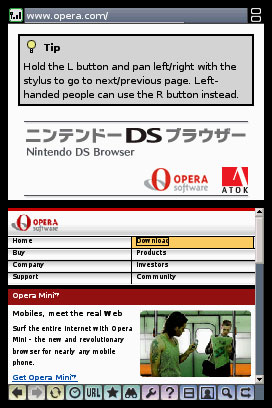 www.opera.com/
Tip
Hold the L button and pan left/right with the
stylus to go to next/previous page. Left-
handed people can use the R button instead.
ニンテンドーDSブラウザー
Nintendo DS Browser
OPERA
software
ATOK
OPERA
software
Home
Download
Buy
Products
Company
Investors
Support
Community
Opera Mini™
Mobiles, meet the real Web
Surf the entire Internet with Opera
Mini - the new and revolutionary
browser for nearly any mobile
phone.
Get Opera Mini™
URL